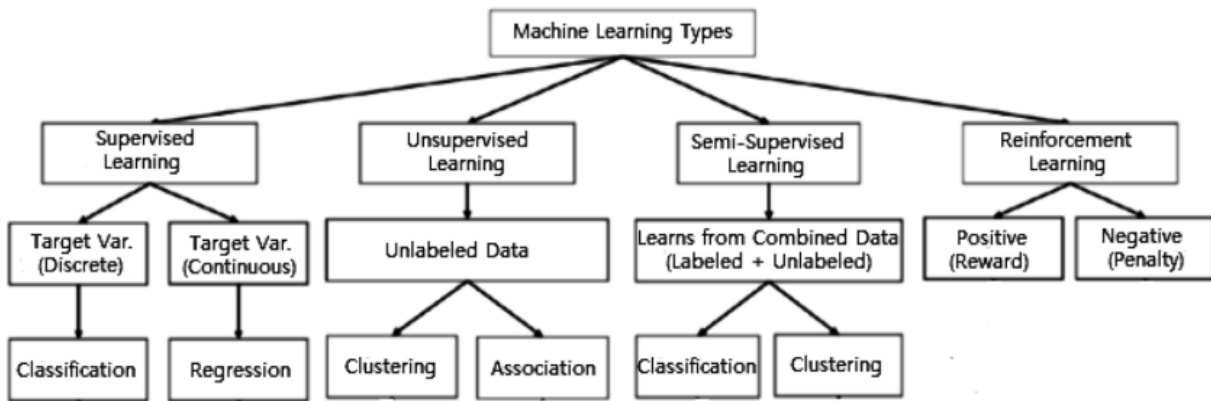 Machine Learning Types
Supervised
Learning
Unsupervised
Learning
Semi-Supervised
Learning
Reinforcement
Learning
Target Var.
(Discrete)
Target Var.
(Continuous)
Unlabeled Data
Learns from Combined Data
(Labeled + Unlabeled)
Positive
(Reward)
Negative
(Penalty)
Classification
Regression
Clustering
Association
Classification
Clustering